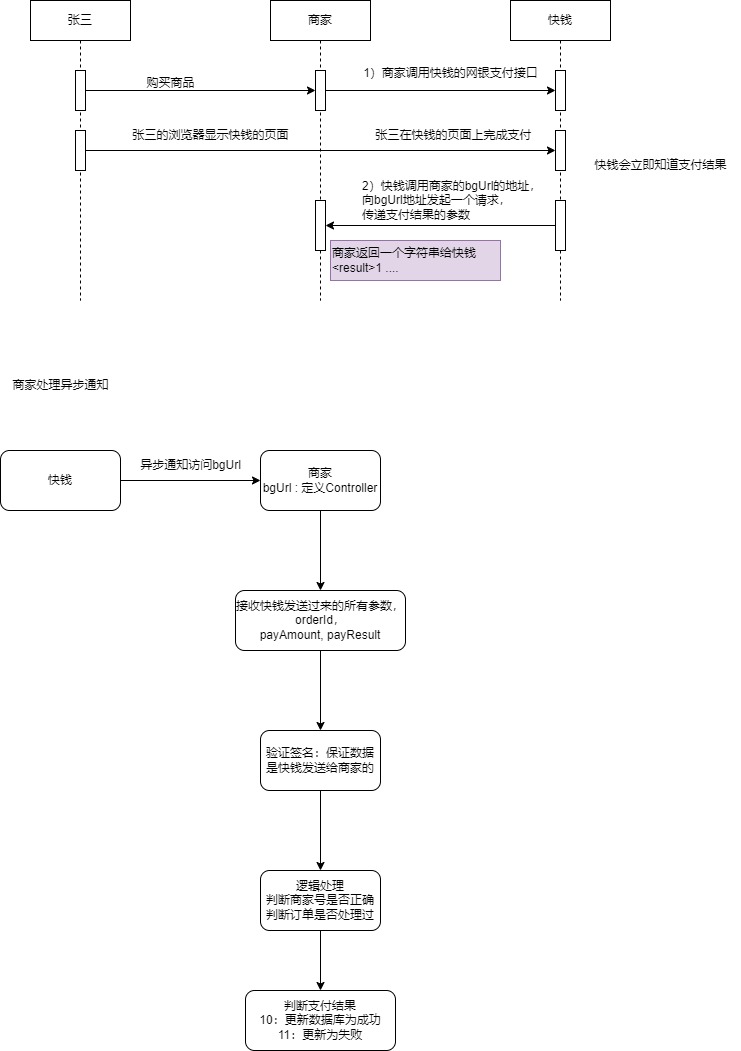 张三
商家
快钱
购买商品
1）商家调用快钱的网银支付接口
张三的浏览器显示快钱的页面
张三在快钱的页面上完成支付
快钱会立即知道支付结果
2）快钱调用商家的bgUrl的地址，
向bgUrl地址发起一个请求，
传递支付结果的参数
商家返回一个字符串给快钱
<result>1 ....
商家处理异步通知
快钱
异步通知访问bgUrl
商家
bgUrl : 定义Controller
接收快钱发送过来的所有参数，
orderId，
payAmount, payResult
验证签名：保证数据
是快钱发送给商家的
逻辑处理
判断商家号是否正确
判断订单是否处理过
判断支付结果
10：更新数据库为成功
11：更新为失败